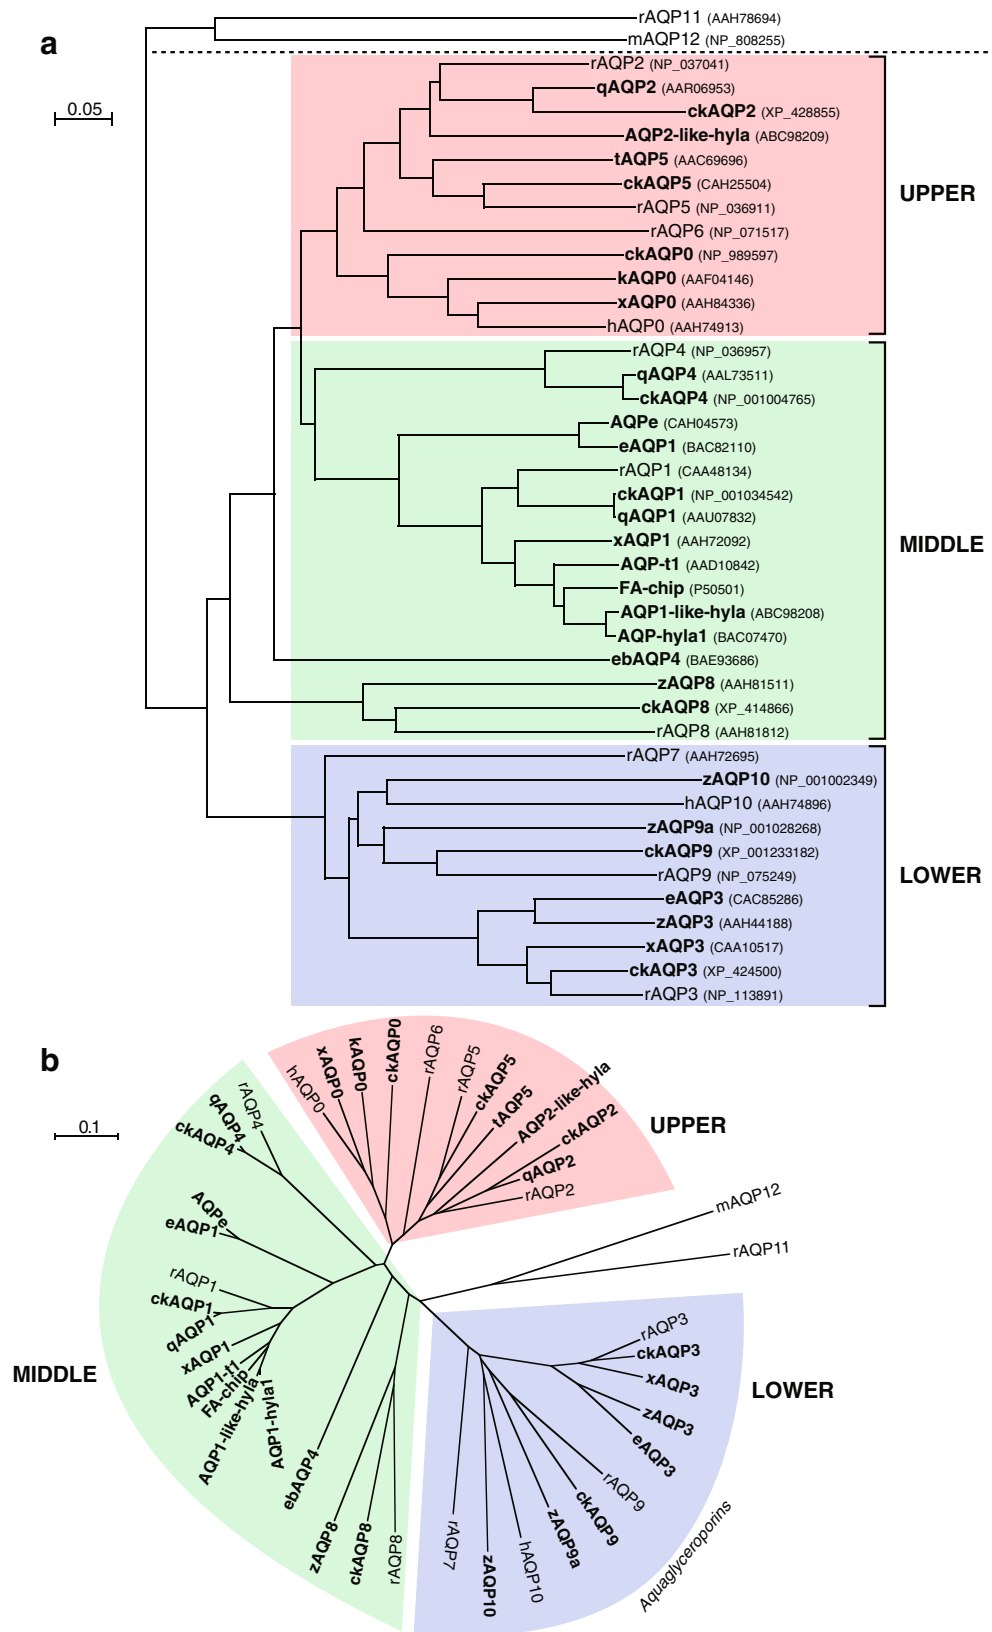 a
rAQP11 (AAH78694)
mAQP12 (NP_808255)
0.05
rAQP2 (NP_037041)
qAQP2 (AAR06953)
ckAQP2 (XP_428855)
AQP2-like-hyla (ABC98209)
tAQP5 (AAC69696)
ckAQP5 (CAH25504)
rAQP5 (NP_036911)
rAQP6 (NP_071517)
ckAQP0 (NP_989597)
kAQP0 (AAF04146)
xAQP0 (AAH84336)
hAQP0 (AAH74913)
UPPER
rAQP4 (NP_036957)
qAQP4 (AAL73511)
ckAQP4 (NP_001004765)
AQPe (CAH04573)
eAQP1 (BAC82110)
rAQP1 (CAA48134)
ckAQP1 (NP_001034542)
qAQP1 (AAU07832)
xAQP1 (AAH72092)
AQP-t1 (AAD10842)
FA-chip (P50501)
AQP1-like-hyla (ABC98208)
AQP-hyla1 (BAC07470)
ebAQP4 (BAE93686)
zAQP8 (AAH81511)
ckAQP8 (XP_414866)
rAQP8 (AAH81812)
MIDDLE
rAQP7 (AAH72695)
zAQP10 (NP_001002349)
hAQP10 (AAH74896)
zAQP9a (NP_001028268)
ckAQP9 (XP_001233182)
rAQP9 (NP_075249)
eAQP3 (CAC85286)
zAQP3 (AAH44188)
xAQP3 (CAA10517)
ckAQP3 (XP_424500)
rAQP3 (NP_113891)
LOWER
b
0.1
hAQP0
xAQP0
kAQP0
ckAQP0
rAQP6
rAQP5
ckAQP5
tAQP5
AQP2-like-hyla
ckAQP2
qAQP2
rAQP2
UPPER
mAQP12
rAQP11
rAQP4
qAQP4
ckAQP4
AQPe
eAQP1
rAQP1
ckAQP1
qAQP1
xAQP1
AQP1-t1
FA-chip
AQP1-like-hyla
AQP1-hyla1
ebAQP4
zAQP8
ckAQP8
rAQP8
MIDDLE
rAQP3
ckAQP3
xAQP3
zAQP3
eAQP3
rAQP9
ckAQP9
zAQP9a
hAQP10
zAQP10
rAQP7
LOWER
Aquaglyceroporins